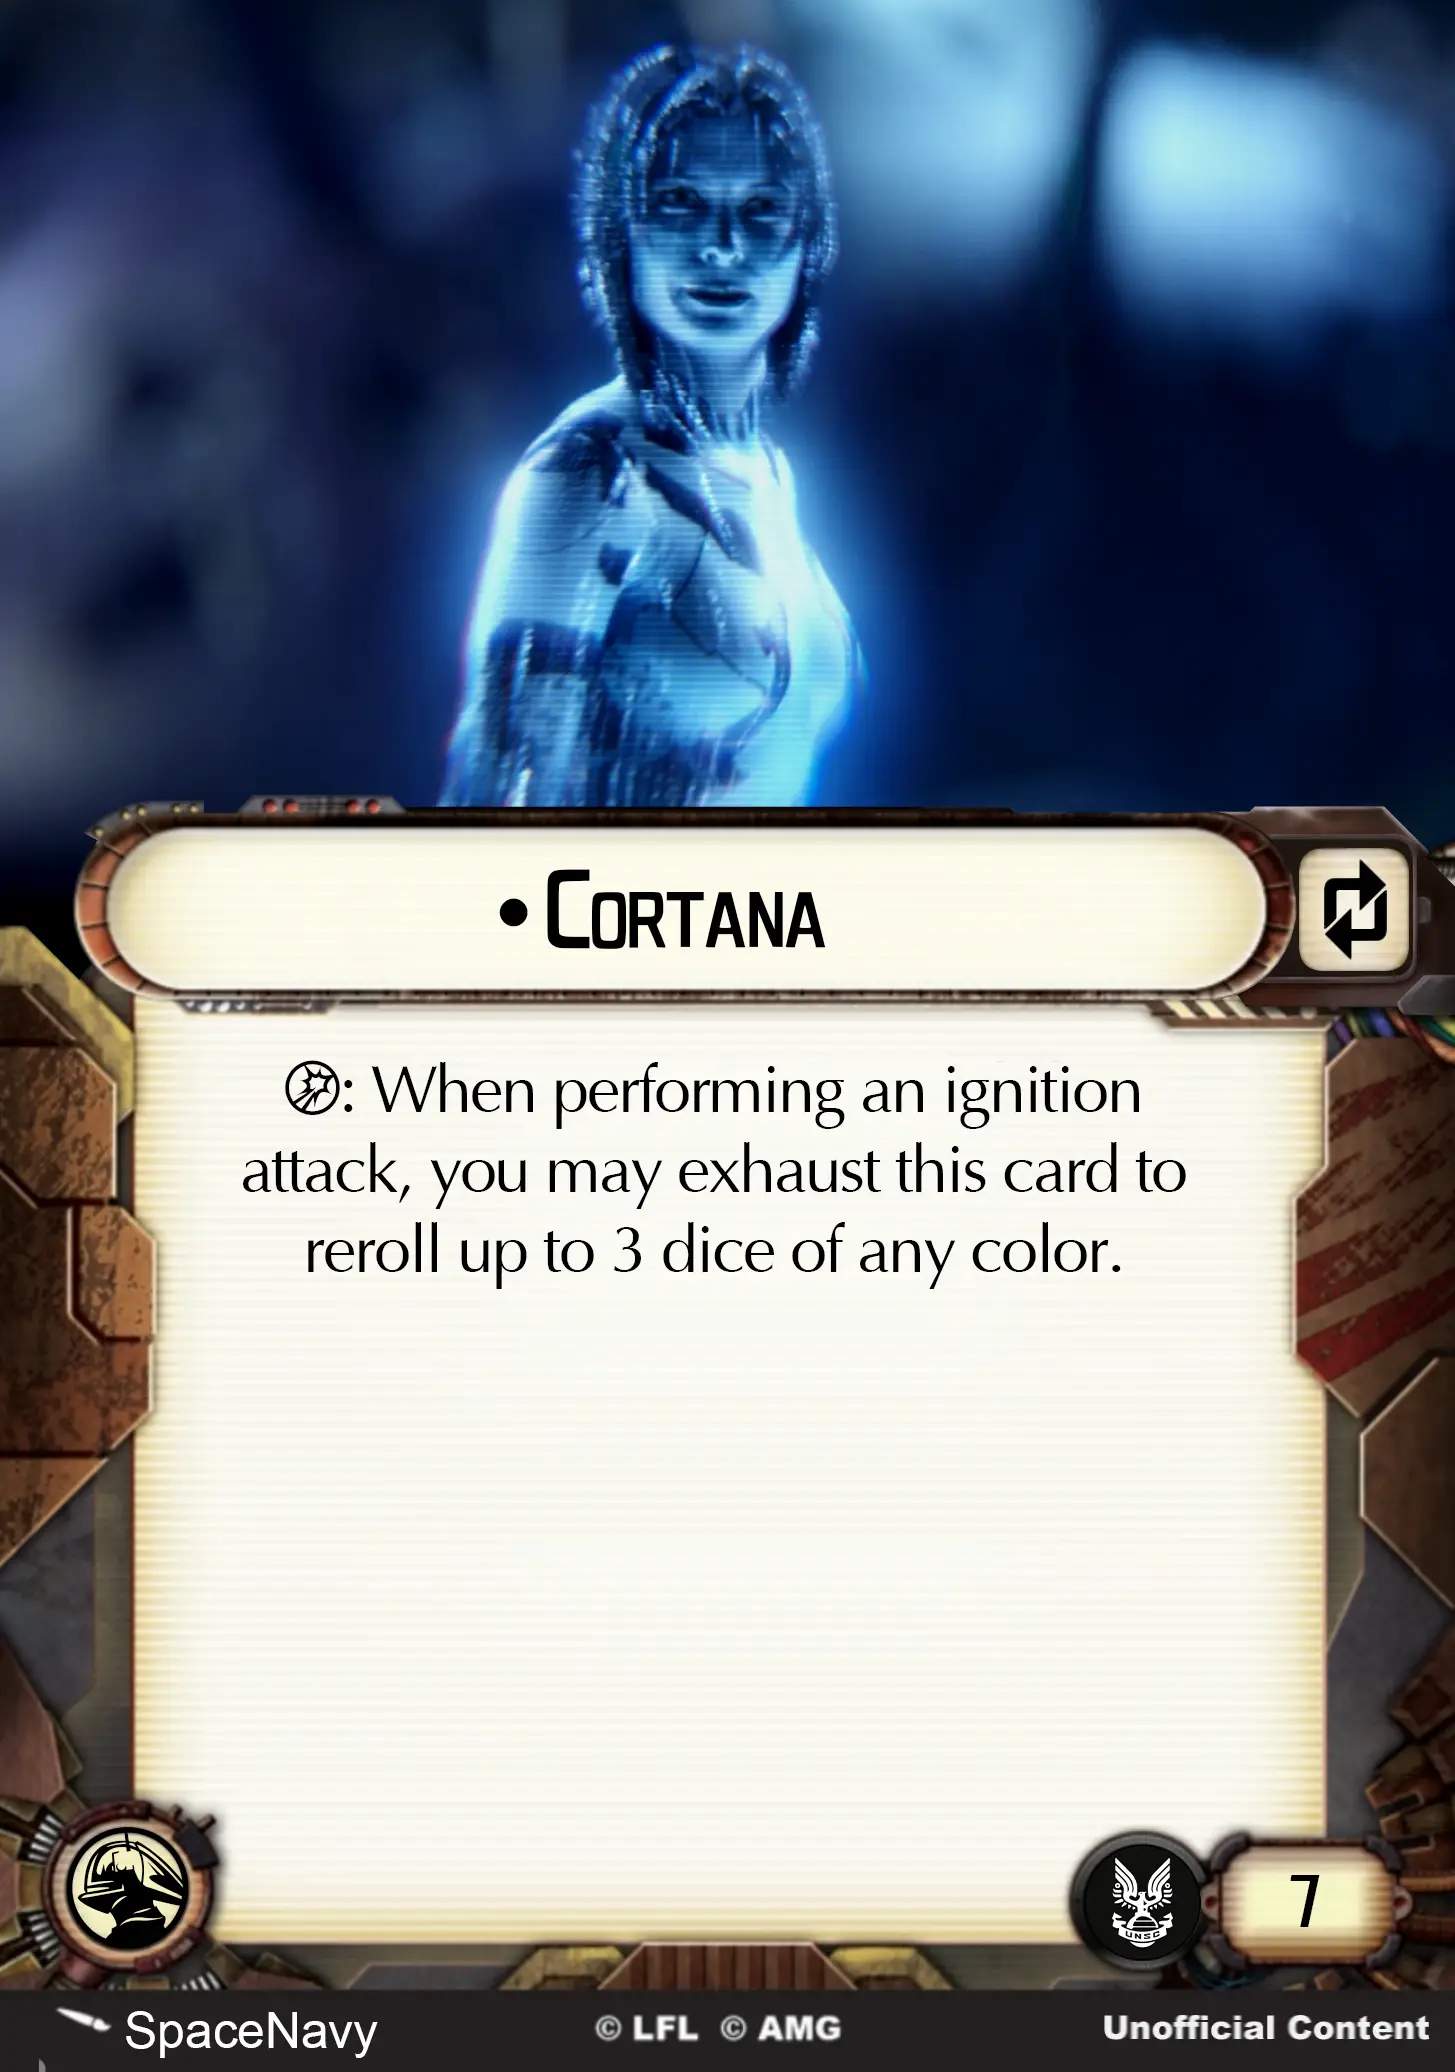 • Cortana
: When performing an ignition
attack, you may exhaust this card to
reroll up to 3 dice of any color.
UNSC
7
SpaceNavy
© LFL © AMG
Unofficial Content